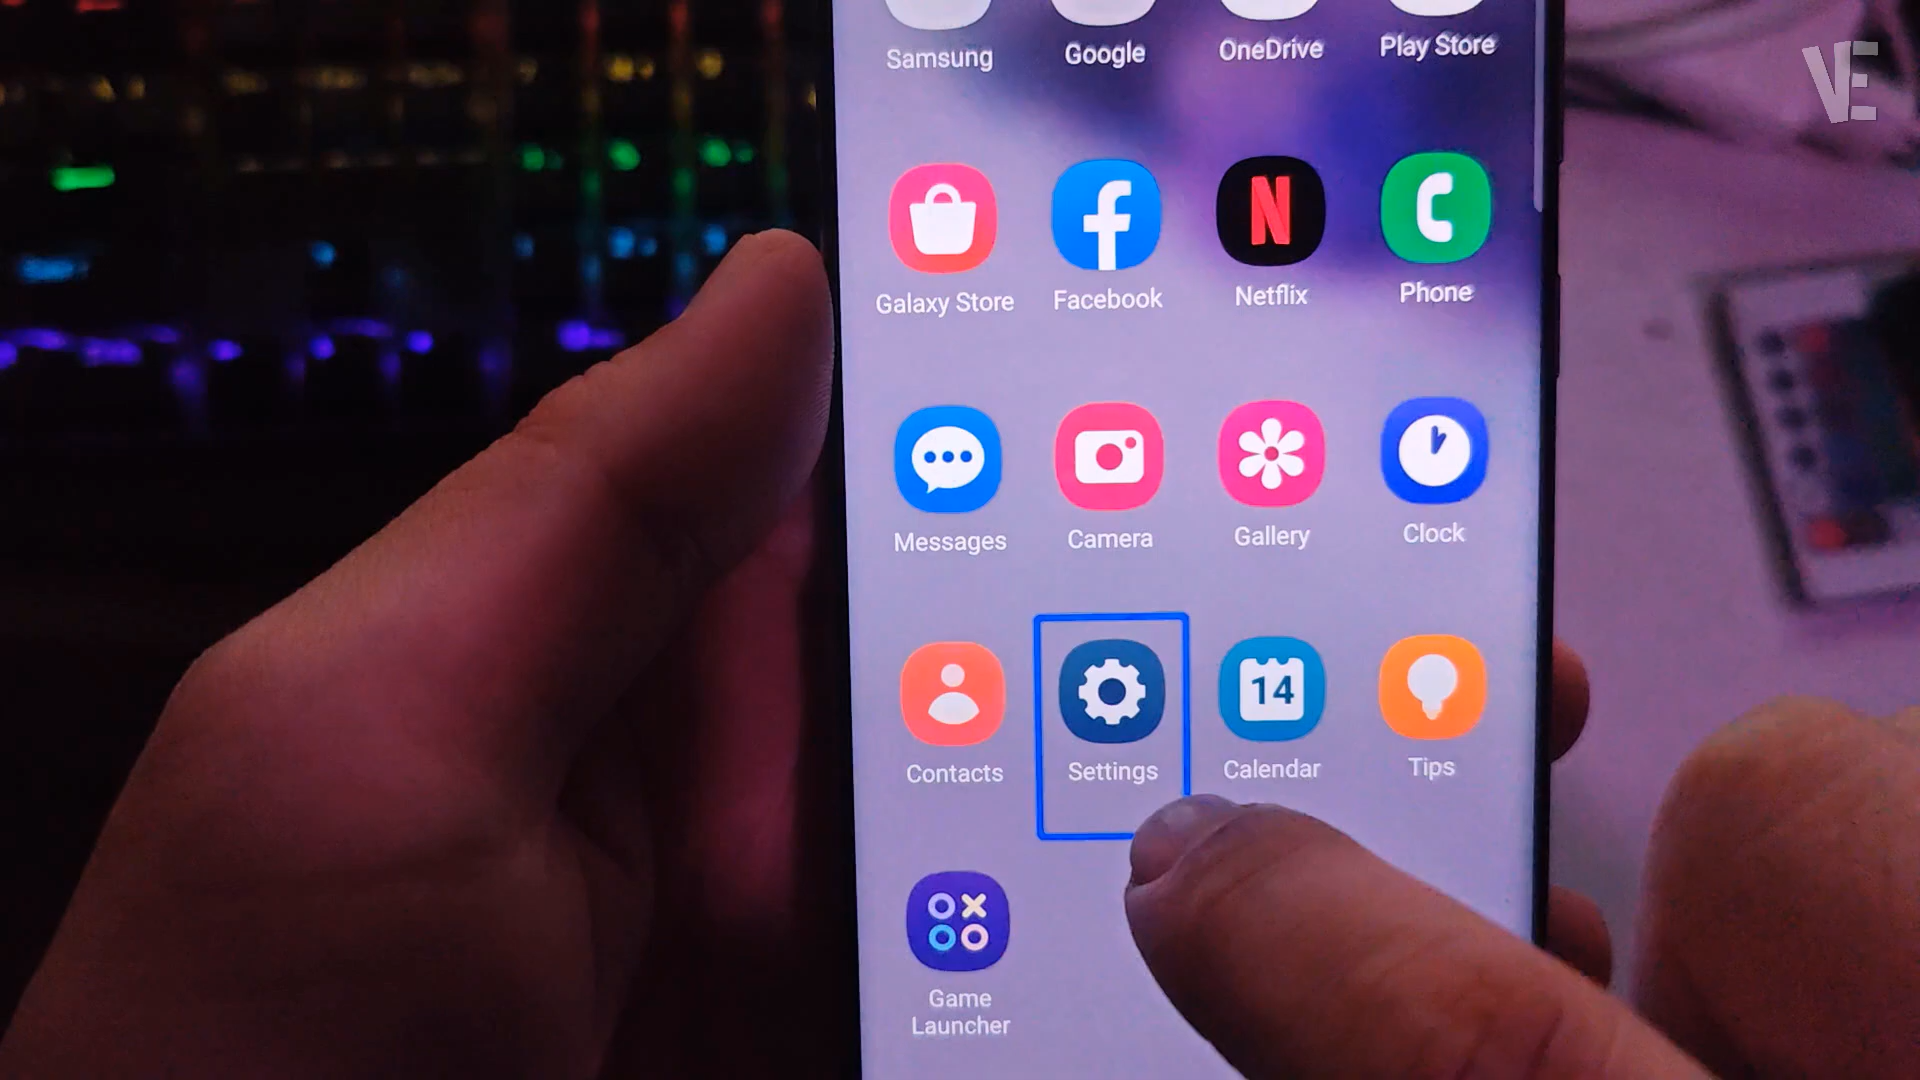 Samsung
Google
OneDrive
Play Store
VE
Galaxy Store
Facebook
N
Netflix
Phone
Messages
Camera
Gallery
Clock
Contacts
Settings
14
Calendar
Tips
Game
Launcher